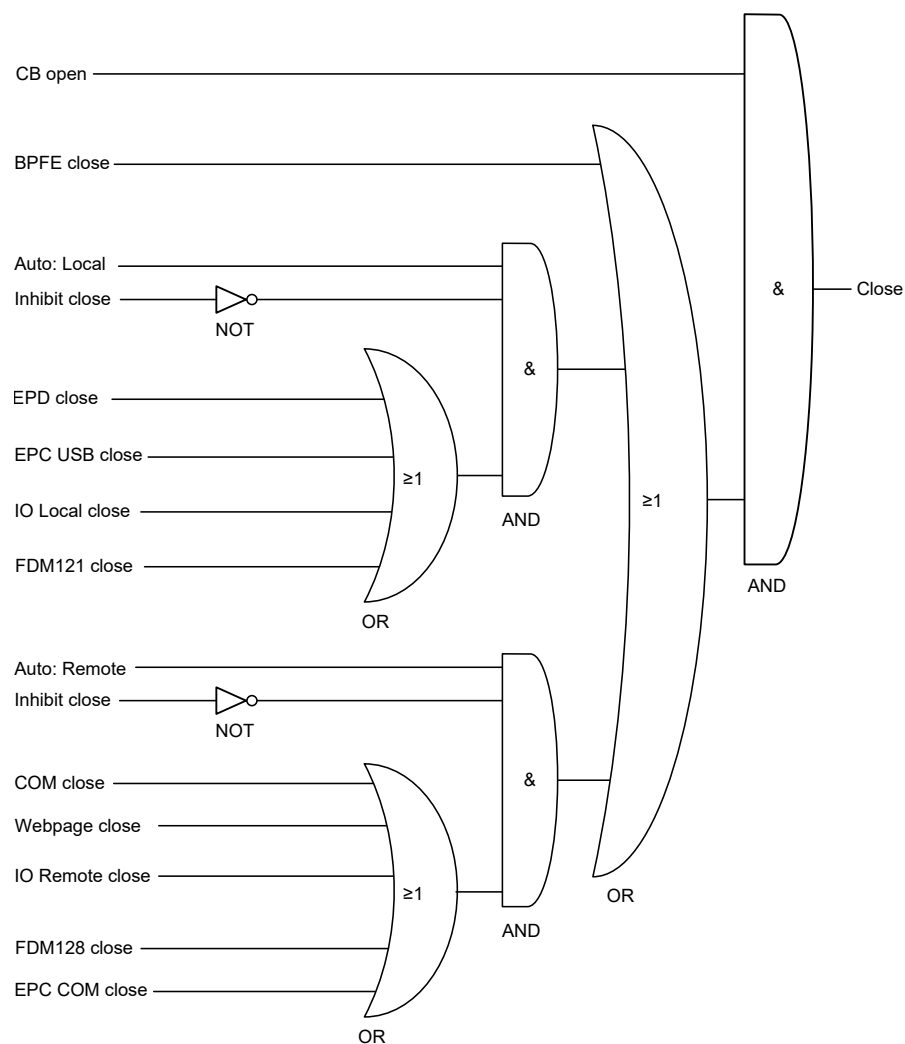 CB open
BPFE close
Auto: Local
Inhibit close
NOT
EPD close
EPC USB close
IO Local close
FDM121 close
≥1
OR
&
AND
Auto: Remote
Inhibit close
NOT
COM close
Webpage close
IO Remote close
FDM128 close
EPC COM close
≥1
OR
&
AND
≥1
OR
&
AND
Close